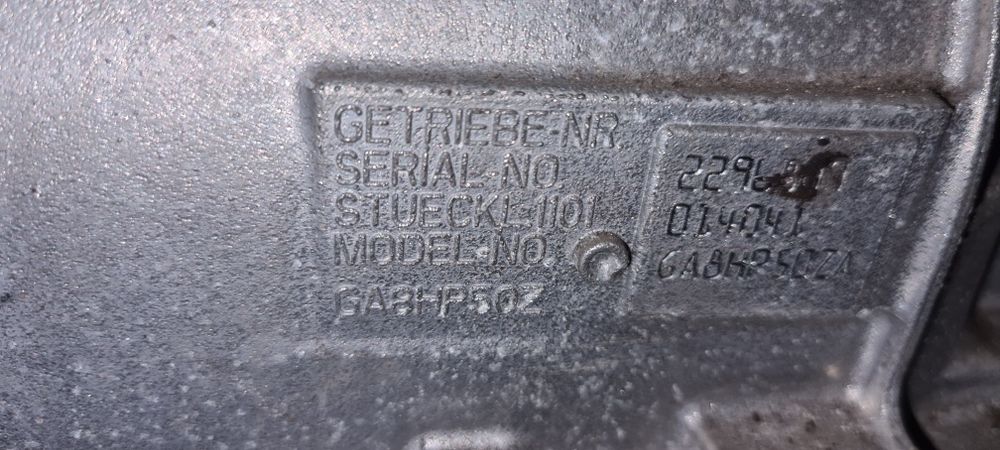 GETRIEBE-NR.
SERIAL-NO.
STUECKL-1101 014041
MODEL-NO. GA8HP50ZA
GA8HP50Z